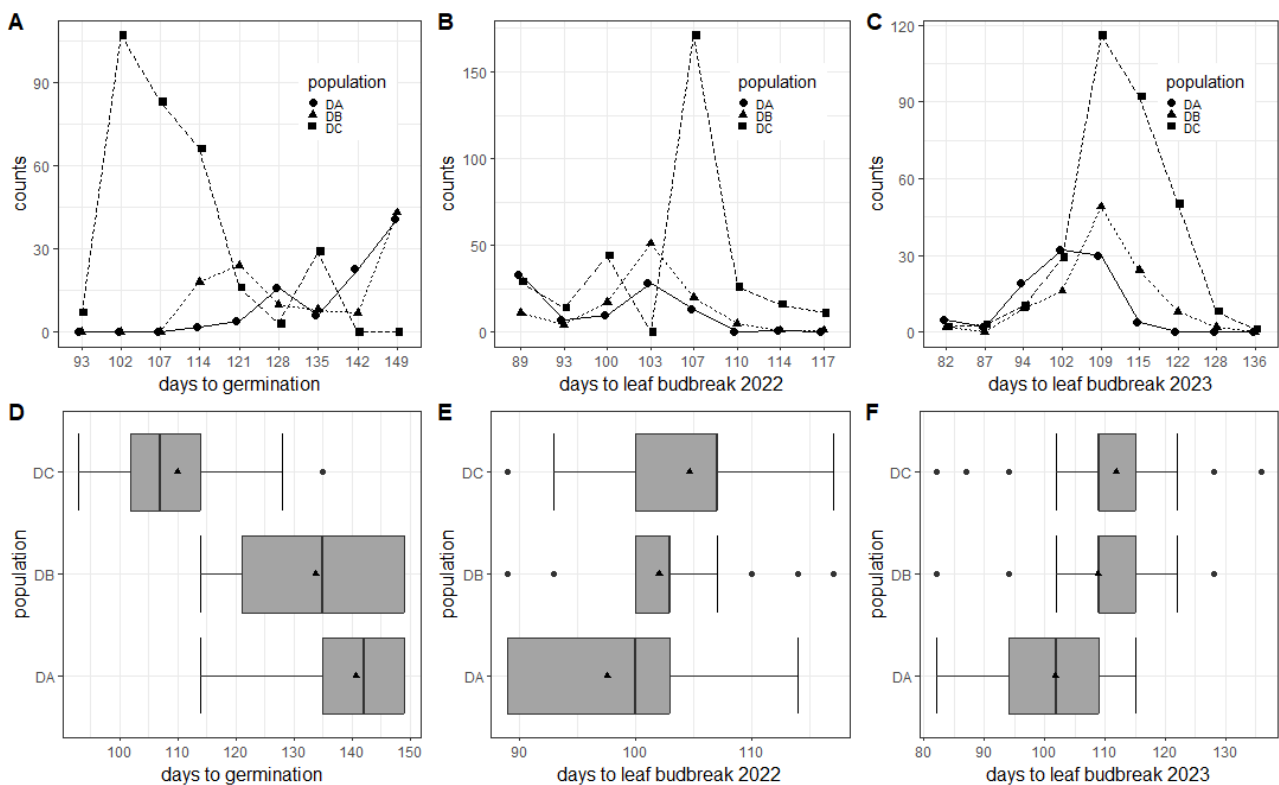 A
counts
90
60
30
0
93 102 107 114 121 128 135 142 149
days to germination
population
DA
DB
DC
B
counts
150
100
50
0
89 93 100 103 107 110 114 117
days to leaf budbreak 2022
population
DA
DB
DC
C
counts
120
90
60
30
0
82 87 94 102 109 115 122 128 136
days to leaf budbreak 2023
population
DA
DB
DC
D
population
DC
DB
DA
100 110 120 130 140 150
days to germination
E
population
DC
DB
DA
90 100 110
days to leaf budbreak 2022
F
population
DC
DB
DA
80 90 100 110 120 130
days to leaf budbreak 2023